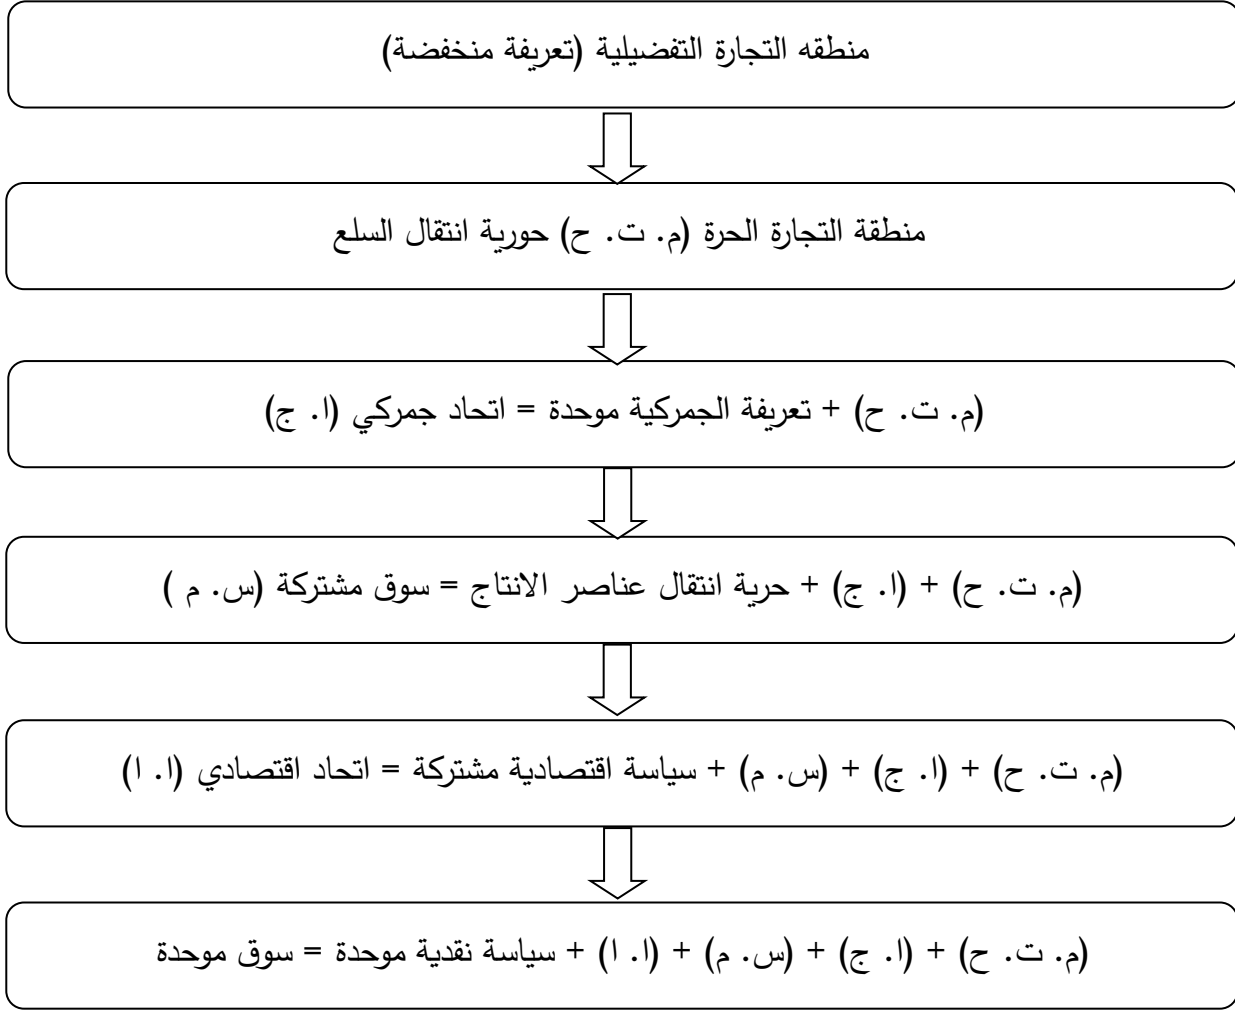 منطقه التجارة التفضيلية (تعريفة منخفضة)
منطقة التجارة الحرة (م. ت. ح) حورية انتقال السلع
(م. ت. ح) + تعريفة الجمركية موحدة = اتحاد جمركي (ا. ج)
(م. ت. ح) + (ا. ج) + حرية انتقال عناصر الانتاج = سوق مشتركة (س. م )
(م. ت. ح) + (ا. ج) + (س. م) + سياسة اقتصادية مشتركة = اتحاد اقتصادي (ا. ا)
(م. ت. ح) + (ا. ج) + (س. م) + (ا. ا) + سياسة نقدية موحدة = سوق موحدة